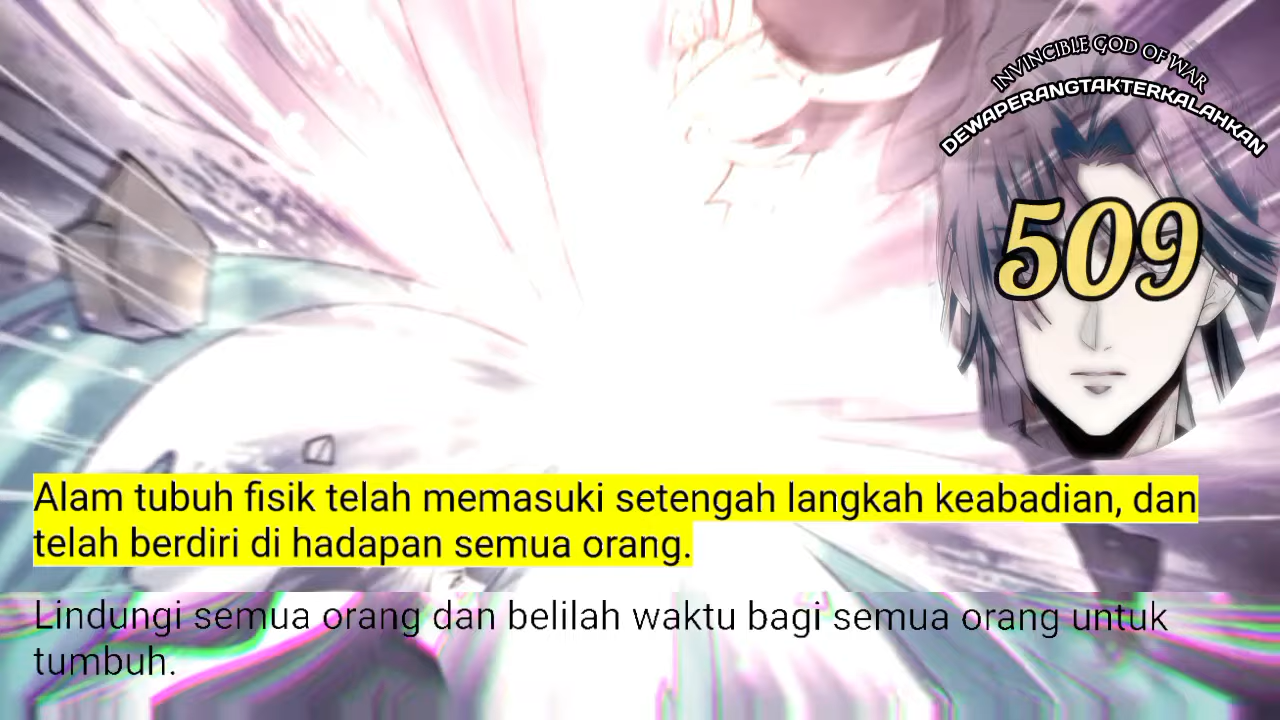 INVINCIBLE GOD OF WAR
DEWAPERANGTAKTERKALAHKAN
509
Alam tubuh fisik telah memasuki setengah langkah keabadian, dan
telah berdiri di hadapan semua orang.
Lindungi semua orang dan belilah waktu bagi semua orang untuk
tumbuh.